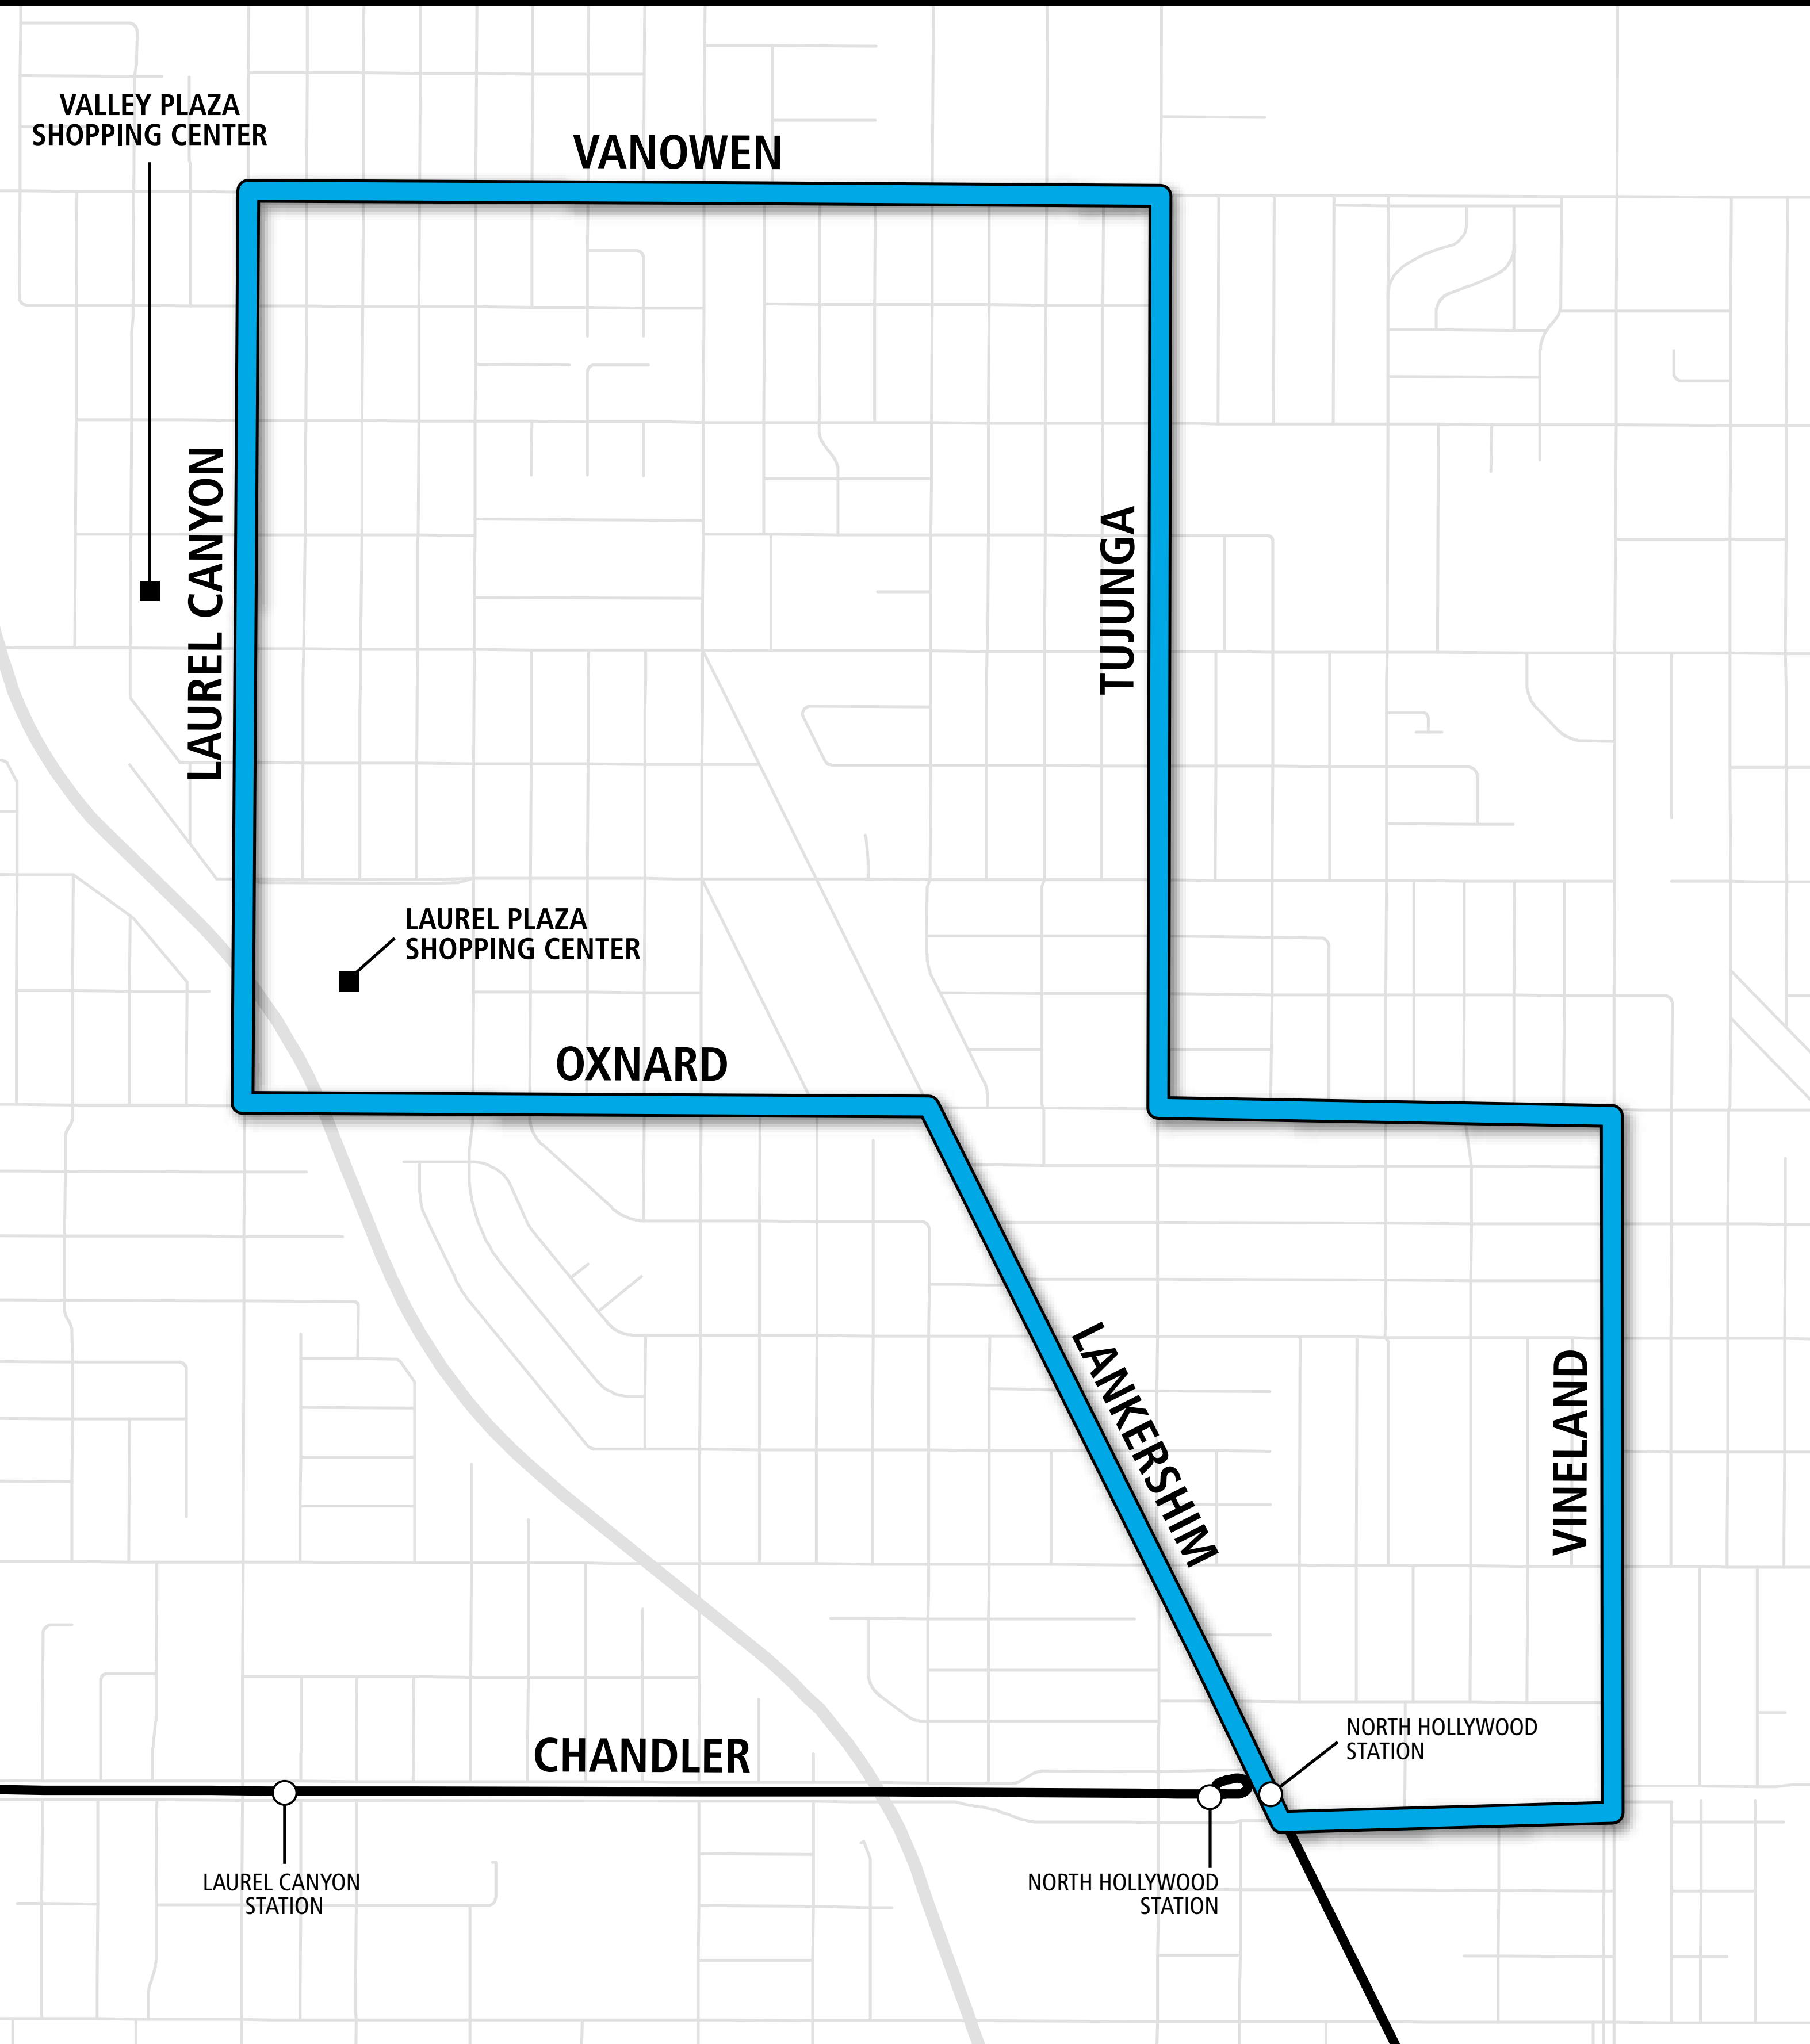 VALLEY PLAZA
SHOPPING CENTER
VANOWEN
LAUREL CANYON
TUJUNGA
LAUREL PLAZA
SHOPPING CENTER
OXNARD
LANKERSHIM
VINELAND
NORTH HOLLYWOOD
STATION
CHANDLER
LAUREL CANYON
STATION
NORTH HOLLYWOOD
STATION